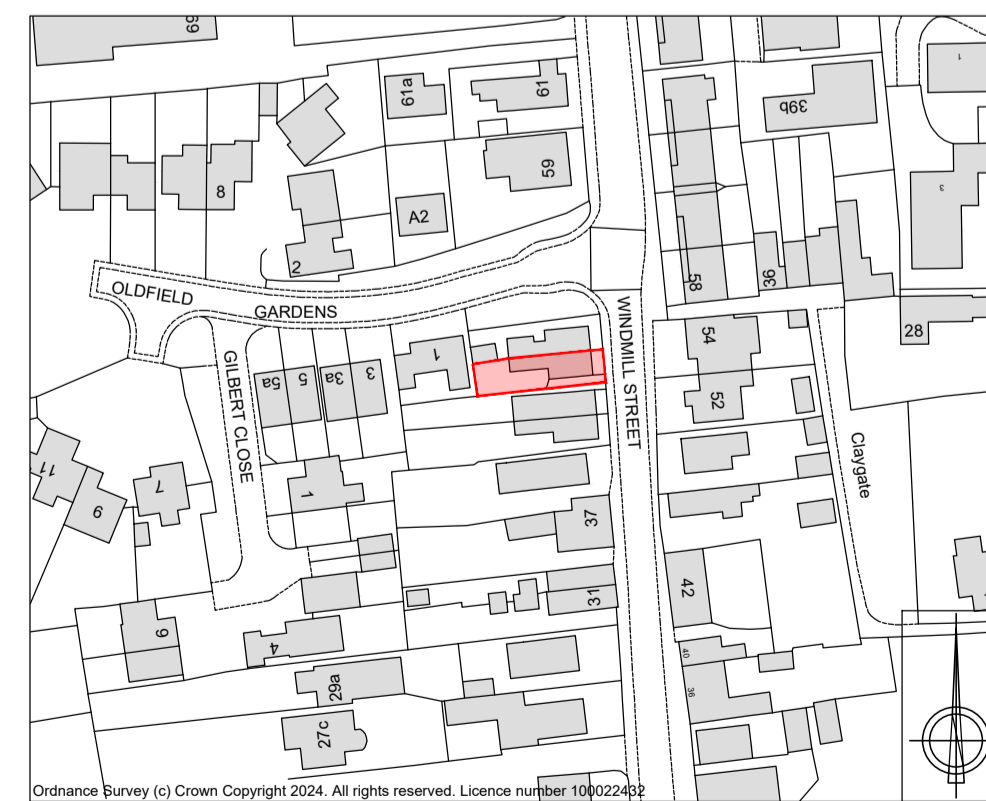 69
61a
61
39b
1
59
8
A2
3
2
58
36
OLDFIELD
GARDENS
28
WINDMILL STREET
54
1
3
3a
5
5a
GILBERT CLOSE
52
Claygate
11
7
9
1
37
42
31
6
4
40
29a
36
27c
Ordnance Survey (c) Crown Copyright 2024. All rights reserved. Licence number 100022432